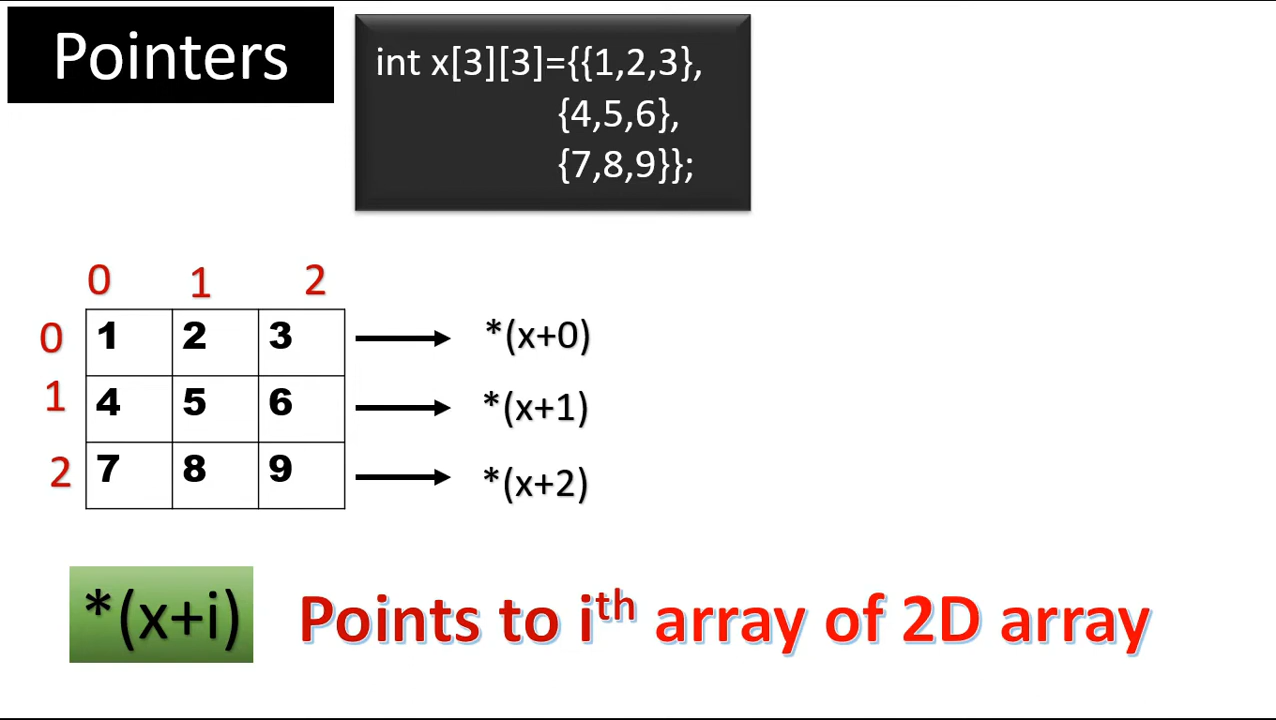 Pointers
int x[3][3]={{1,2,3},
{4,5,6},
{7,8,9}};
0 1 2
0 1 2 3 *(x+0)
1 4 5 6 *(x+1)
2 7 8 9 *(x+2)
*(x+i) Points to ith array of 2D array